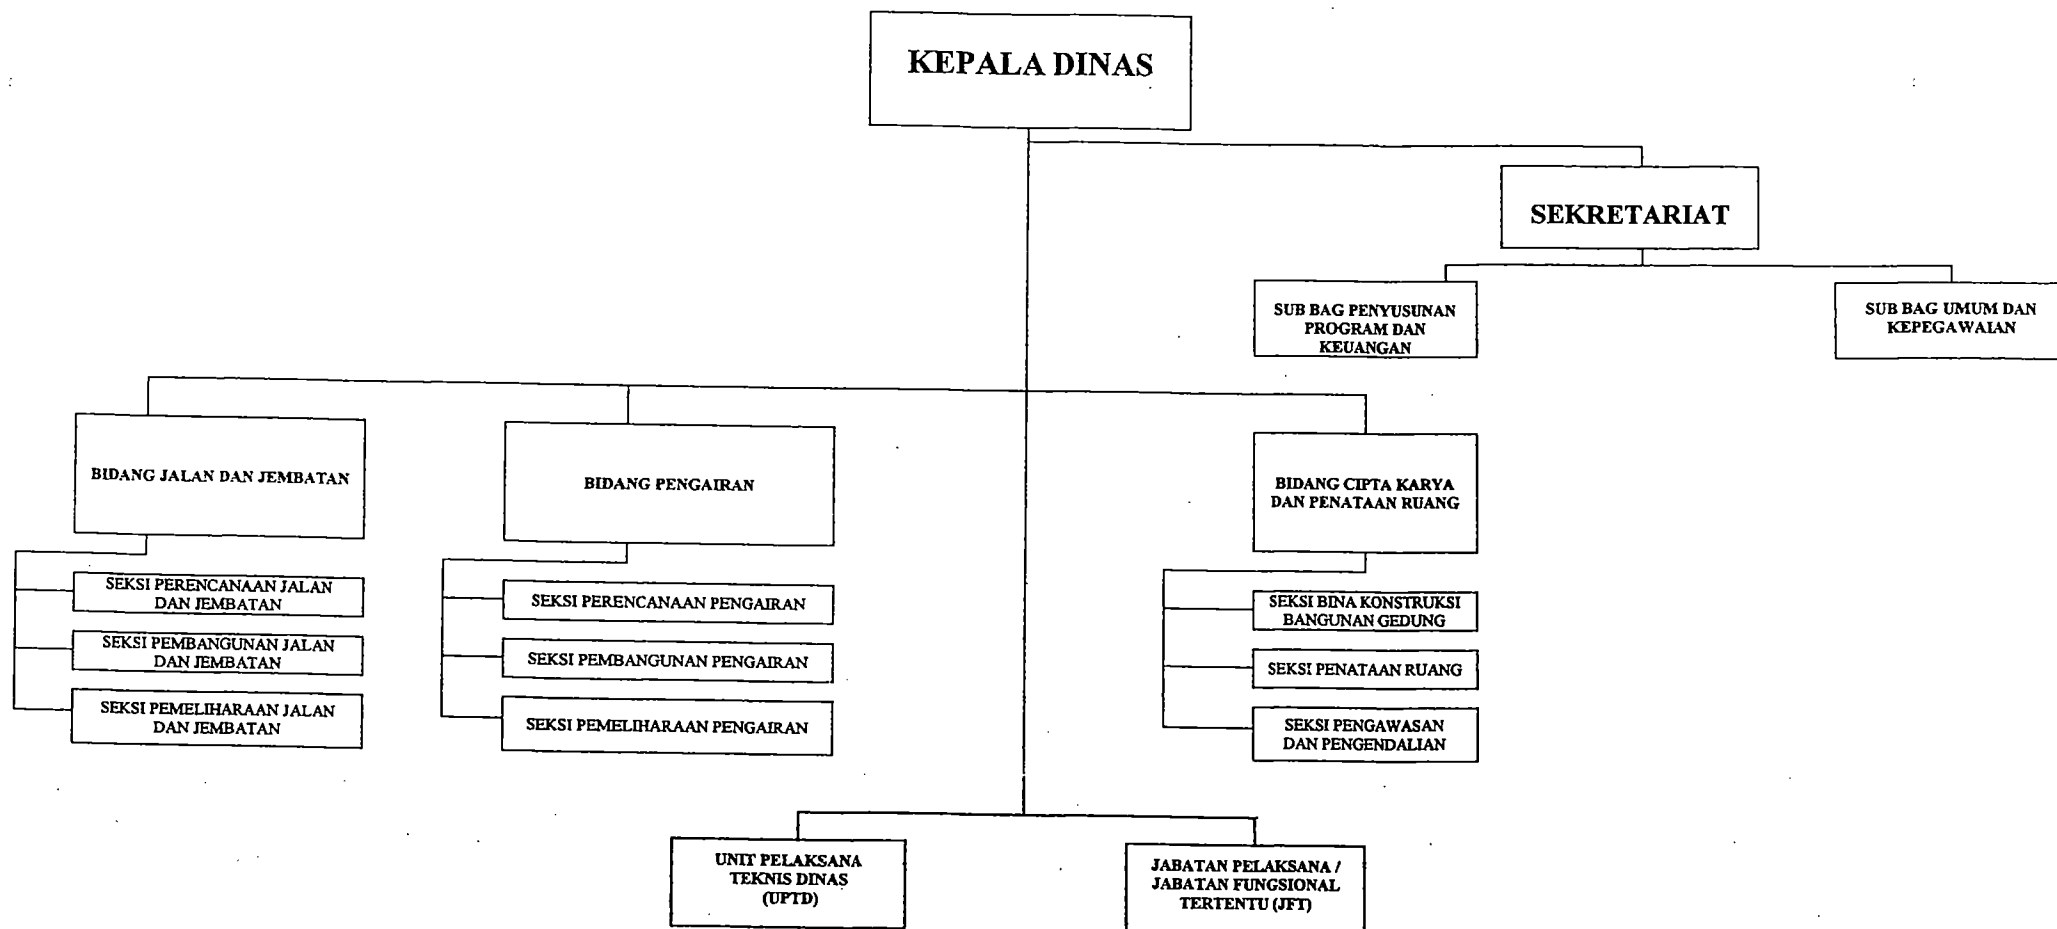 KEPALA DINAS
SEKRETARIAT
SUB BAG PENYUSUNAN
PROGRAM DAN
KEUANGAN
SUB BAG UMUM DAN
KEPEGAWAIAN
BIDANG JALAN DAN JEMBATAN
BIDANG PENGAIRAN
BIDANG CIPTA KARYA
DAN PENATAAN RUANG
SEKSI PERENCANAAN JALAN
DAN JEMBATAN
SEKSI PEMBANGUNAN JALAN
DAN JEMBATAN
SEKSI PEMELIHARAAN JALAN
DAN JEMBATAN
SEKSI PERENCANAAN PENGAIRAN
SEKSI PEMBANGUNAN PENGAIRAN
SEKSI PEMELIHARAAN PENGAIRAN
SEKSI BINA KONSTRUKSI
BANGUNAN GEDUNG
SEKSI PENATAAN RUANG
SEKSI PENGAWASAN
DAN PENGENDALIAN
UNIT PELAKSANA
TEKNIS DINAS
(UPTD)
JABATAN PELAKSANA /
JABATAN FUNGSIONAL
TERTENTU (JFT)